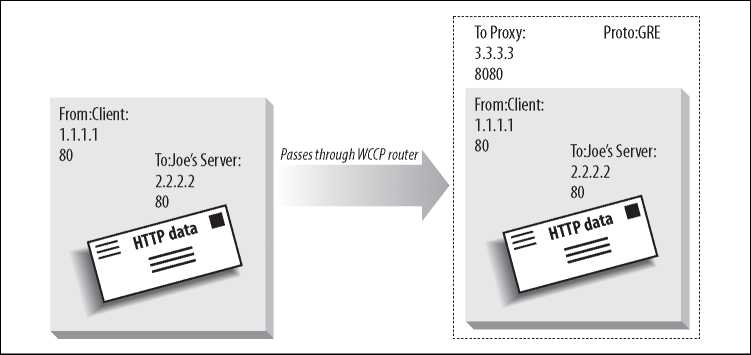 From:Client:
1.1.1.1
80
To:Joe's Server:
2.2.2.2
80
HTTP data
Passes through WCCP router
To Proxy:
3.3.3.3
8080
Proto:GRE
From:Client:
1.1.1.1
80
To:Joe's Server:
2.2.2.2
80
HTTP data